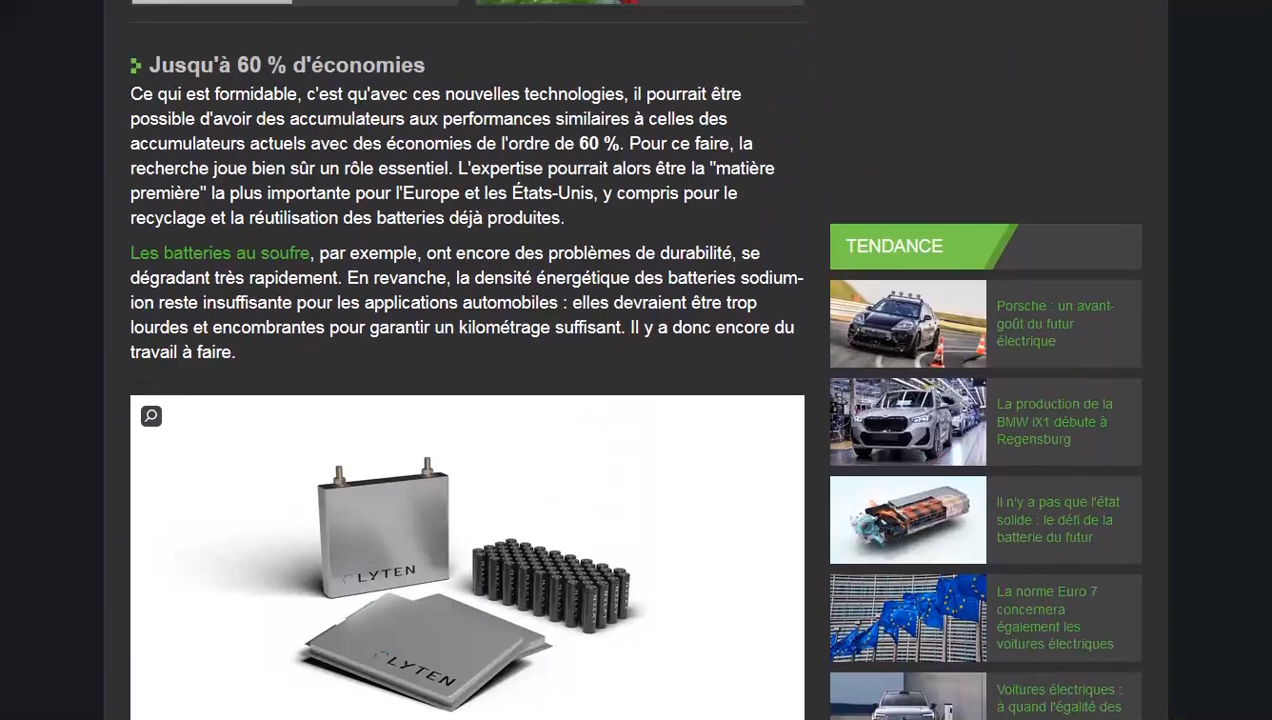 Jusqu'à 60 % d'économies
Ce qui est formidable, c'est qu'avec ces nouvelles technologies, il pourrait être
possible d'avoir des accumulateurs aux performances similaires à celles des
accumulateurs actuels avec des économies de l'ordre de 60 %. Pour ce faire, la
recherche joue bien sûr un rôle essentiel. L'expertise pourrait alors être la "matière
première" la plus importante pour l'Europe et les États-Unis, y compris pour le
recyclage et la réutilisation des batteries déjà produites.
Les batteries au soufre, par exemple, ont encore des problèmes de durabilité, se
dégradant très rapidement. En revanche, la densité énergétique des batteries sodium-
ion reste insuffisante pour les applications automobiles : elles devraient être trop
lourdes et encombrantes pour garantir un kilométrage suffisant. Il y a donc encore du
travail à faire.
LYTEN
LYTEN
TENDANCE
Porsche : un avant-
goût du futur
électrique
La production de la
BMW iX1 débute à
Regensburg
Il n'y a pas que l'état
solide : le défi de la
batterie du futur
La norme Euro 7
concernera
également les
voitures électriques
Voitures électriques :
à quand l'égalité des